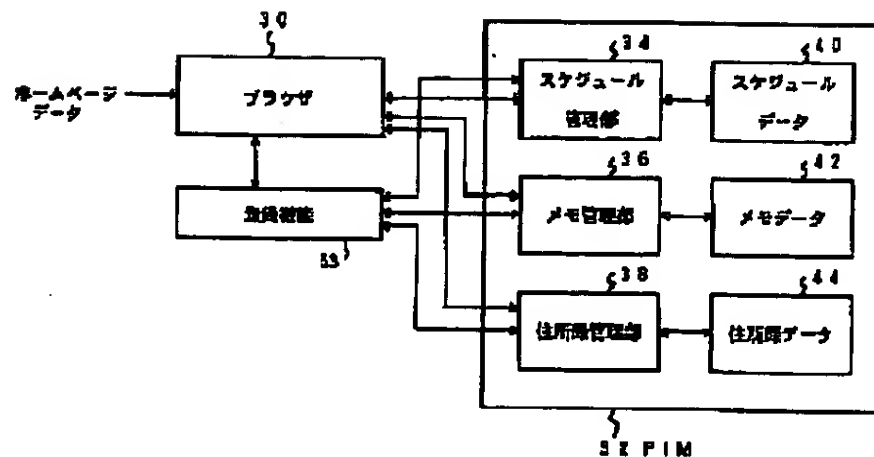 30
ホームページ
データ
ブラウザ
登録機能
33
34
スケジュール
管理部
40
スケジュール
データ
36
メモ管理部
42
メモデータ
38
住所録管理部
44
住所録データ
32 PIM